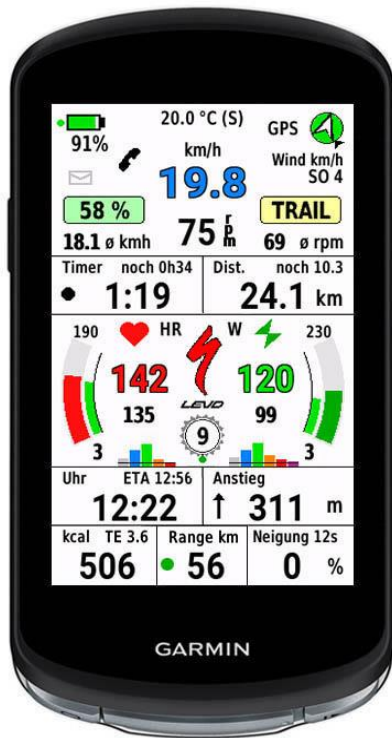 20.0 °C (S)
91%
GPS
km/h
Wind km/h
SO 4
19.8
58 %
TRAIL
18.1 ø kmh
75 rpm
69 ø rpm
Timer noch 0h34
Dist. noch 10.3
1:19
24.1 km
190
HR
W
230
142
120
135
LEVO
99
3
9
3
Uhr ETA 12:56
Anstieg
12:22
311 m
kcal TE 3.6
Range km
Neigung 12s
506
56
0 %
GARMIN